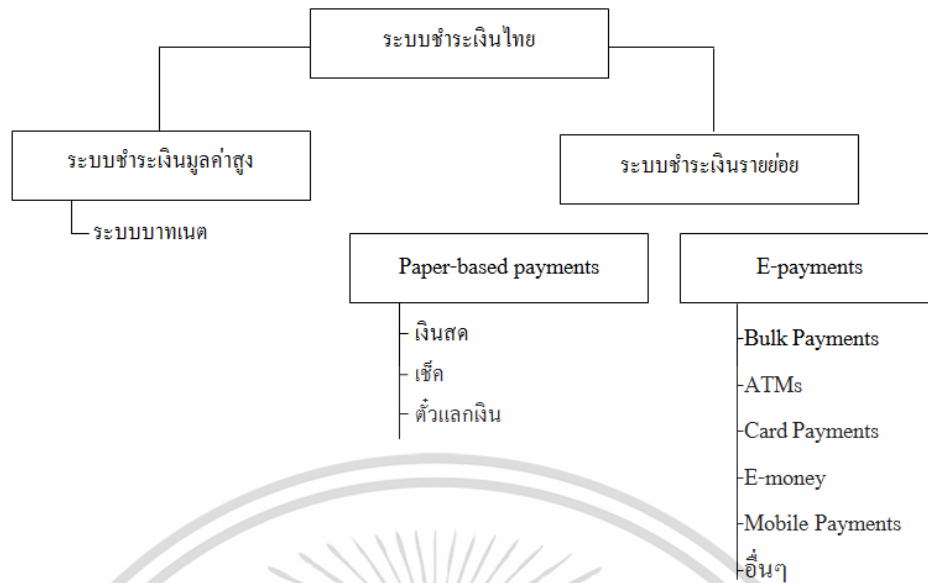 ระบบชำระเงินไทย
ระบบชำระเงินมูลค่าสูง
ระบบบาทเนต
ระบบชำระเงินรายย่อย
Paper-based payments
เงินสด
เช็ค
ตั๋วแลกเงิน
E-payments
Bulk Payments
ATMs
Card Payments
E-money
Mobile Payments
อื่นๆ